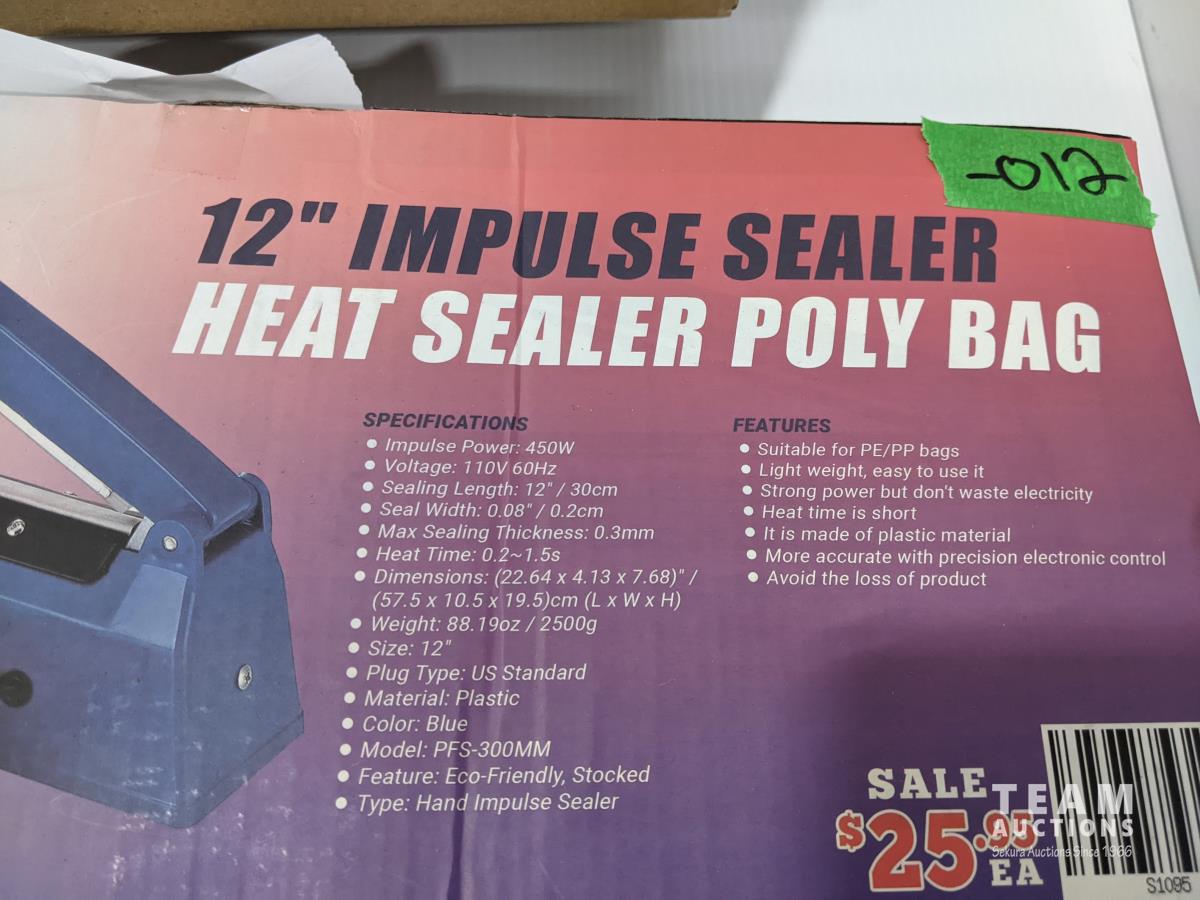 -012
12" IMPULSE SEALER
HEAT SEALER POLY BAG
SPECIFICATIONS
● Impulse Power: 450W
● Voltage: 110V 60Hz
● Sealing Length: 12" / 30cm
● Seal Width: 0.08" / 0.2cm
● Max Sealing Thickness: 0.3mm
● Heat Time: 0.2~1.5s
● Dimensions: (22.64 x 4.13 x 7.68)" /
(57.5 x 10.5 x 19.5)cm (L x W x H)
● Weight: 88.19oz / 2500g
● Size: 12"
● Plug Type: US Standard
● Material: Plastic
● Color: Blue
● Model: PFS-300MM
● Feature: Eco-Friendly, Stocked
● Type: Hand Impulse Sealer
FEATURES
● Suitable for PE/PP bags
● Light weight, easy to use it
● Strong power but don't waste electricity
● Heat time is short
● It is made of plastic material
● More accurate with precision electronic control
● Avoid the loss of product
SALE
$25.95
EA
TEAM
AUCTIONS
Sekura Auctions Since 1966
S1095